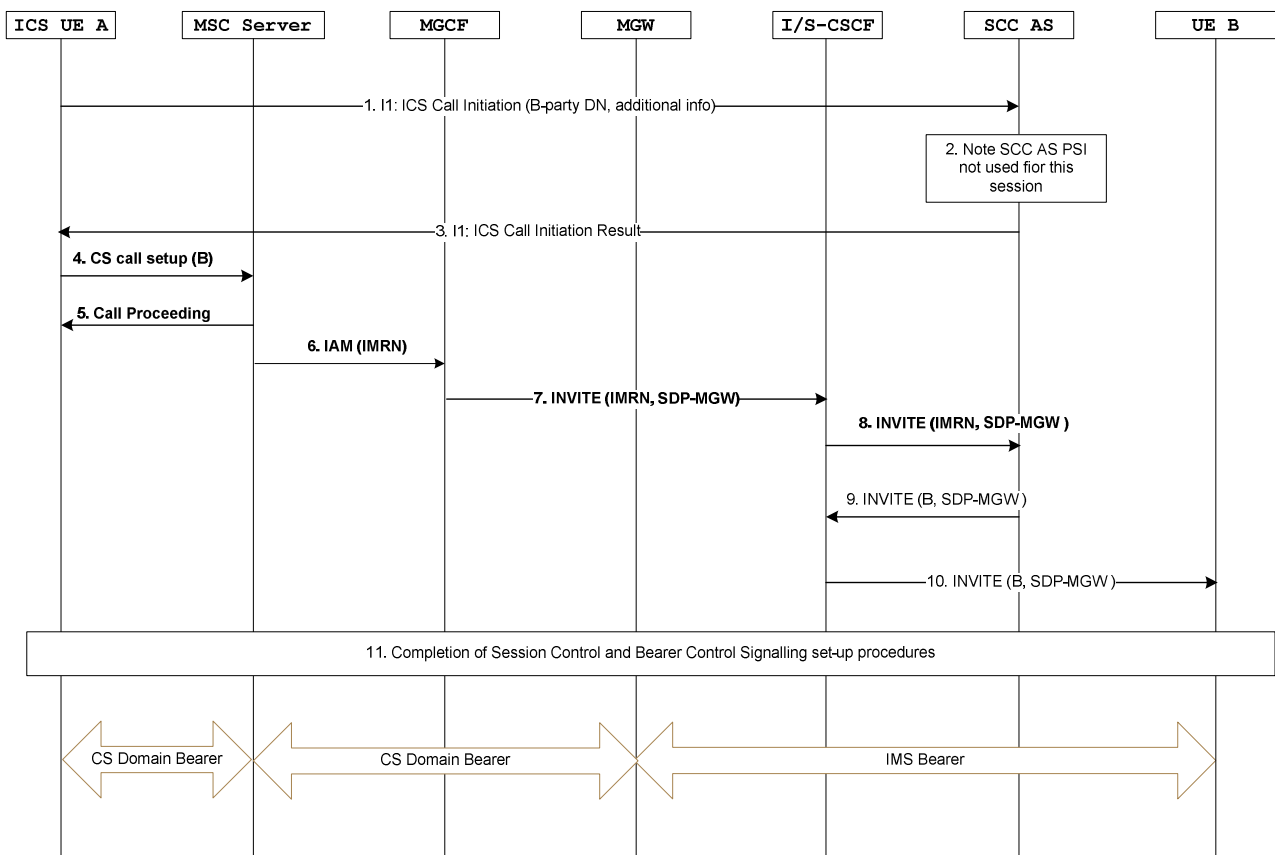 ICS UE A
MSC Server
MGCF
MGW
I/S-CSCF
SCC AS
UE B
1. I1: ICS Call Initiation (B-party DN, additional info)
2. Note SCC AS PSI
not used fior this
session
3. I1: ICS Call Initiation Result
4. CS call setup (B)
5. Call Proceeding
6. IAM (IMRN)
7. INVITE (IMRN, SDP-MGW)
8. INVITE (IMRN, SDP-MGW )
9. INVITE (B, SDP-MGW )
10. INVITE (B, SDP-MGW )
11. Completion of Session Control and Bearer Control Signalling set-up procedures
CS Domain Bearer
CS Domain Bearer
IMS Bearer